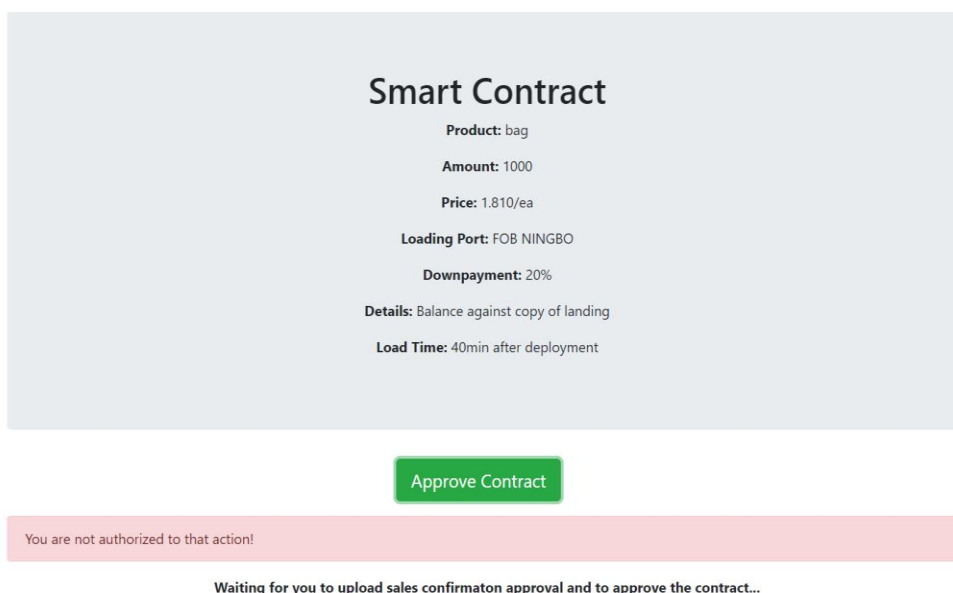 Smart Contract
Product: bag
Amount: 1000
Price: 1.810/ea
Loading Port: FOB NINGBO
Downpayment: 20%
Details: Balance against copy of landing
Load Time: 40min after deployment
Approve Contract
You are not authorized to that action!
Waiting for you to upload sales confirmaton approval and to approve the contract...